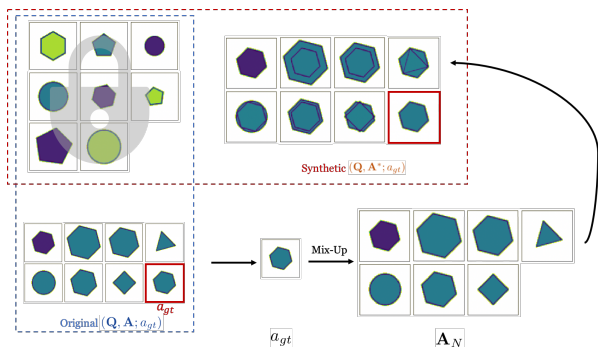 Synthetic (Q, A*; a_gt)
a_gt
Original (Q, A; a_gt)
Mix-Up
a_gt
A_N